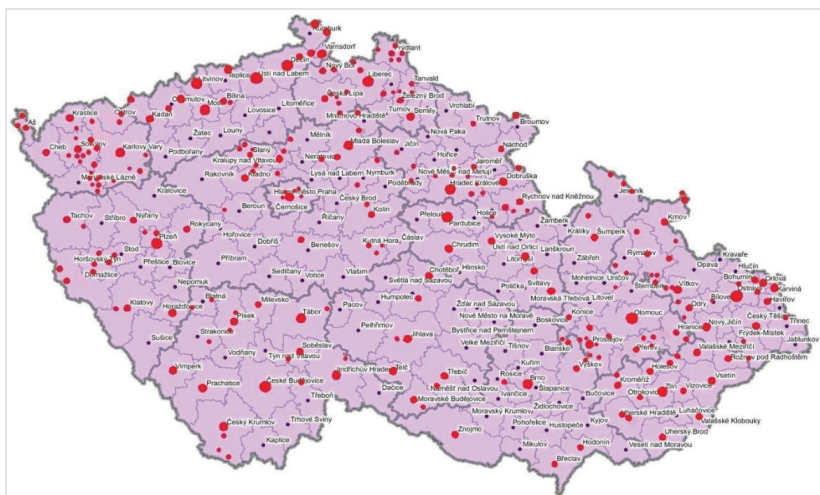 Rumburk
Varnsdorf
Děčín
Frýdlant
Nový Bor
Teplice
Ústí nad Labem
Liberec
Litvínov
Tanvald
Česká Lípa
Bílina
Železný Brod
Kraslice
Ostrov
Kadaň
Lovosice
Litoměřice
Turnov
Semily
Vrchlabí
Mnichovo Hradiště
Trutnov
Broumov
Aš
Žatec
Louny
Mělník
Nová Paka
Cheb
Sokolov
Karlovy Vary
Podbořany
Slaný
Mladá Boleslav
Jičín
Hořice
Náchod
Kralupy nad Vltavou
Neratovice
Jaroměř
Mariánské Lázně
Rakovník
Kladno
Lysá nad Labem
Nymburk
Nové Město nad Metují
Dobruška
Kralovice
Hlavní město Praha
Poděbrady
Hradec Králové
Jeseník
Český Brod
Rychnov nad Kněžnou
Beroun
Černošice
Kolín
Přelouč
Holice
Tachov
Stříbro
Nýřany
Říčany
Pardubice
Žamberk
Krnov
Rokycany
Hořovice
Králíky
Šumperk
Plzeň
Dobříš
Benešov
Kutná Hora
Čáslav
Chrudim
Vysoké Mýto
Ústí nad Orlicí
Lanškroun
Stod
Horšovský Týn
Přeštice
Blovice
Příbram
Zábřeh
Rýmařov
Opava
Kravaře
Hlučín
Litomyšl
Domažlice
Sedlčany
Votice
Vlašim
Chotěboř
Hlinsko
Bohumín
Orlová
Nepomuk
Světlá nad Sázavou
Polička
Svitavy
Mohelnice
Uničov
Šternberk
Vítkov
Ostrava
Karviná
Klatovy
Blatná
Milevsko
Humpolec
Moravská Třebová
Litovel
Bílovec
Havířov
Horažďovice
Pacov
Žďár nad Sázavou
Odry
Písek
Tábor
Nové Město na Moravě
Boskovice
Konice
Olomouc
Český Těšín
Pelhřimov
Nový Jičín
Třinec
Strakonice
Jihlava
Bystřice nad Pernštejnem
Prostějov
Hranice
Frýdek-Místek
Sušice
Soběslav
Velké Meziříčí
Tišnov
Blansko
Přerov
Valašské Meziříčí
Jablunkov
Vodňany
Týn nad Vltavou
Rožnov pod Radhoštěm
Kuřim
Vyškov
Vimperk
Jindřichův Hradec
Telč
Třebíč
Rosice
Holešov
Kroměříž
Vsetín
Prachatice
České Budějovice
Brno
Náměšť nad Oslavou
Šlapanice
Zlín
Vizovice
Dačice
Ivančice
Bučovice
Otrokovice
Třeboň
Moravské Budějovice
Židlochovice
Luhačovice
Moravský Krumlov
Uherské Hradiště
Valašské Klobouky
Český Krumlov
Trhové Sviny
Pohořelice
Hustopeče
Kyjov
Znojmo
Uherský Brod
Kaplice
Mikulov
Hodonín
Veselí nad Moravou
Břeclav